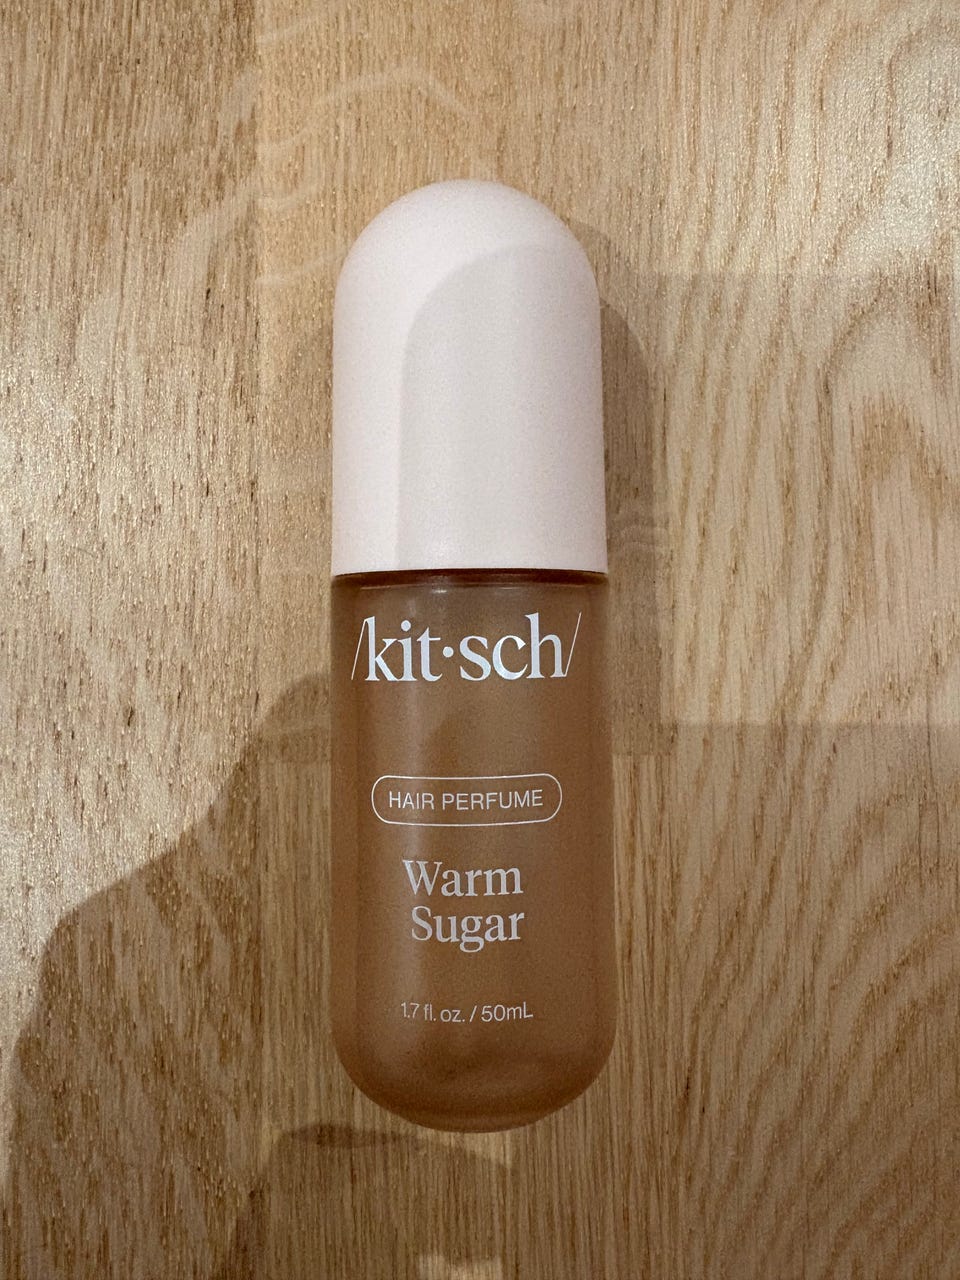 /kit·sch/
HAIR PERFUME
Warm
Sugar
1.7 fl. oz. / 50mL